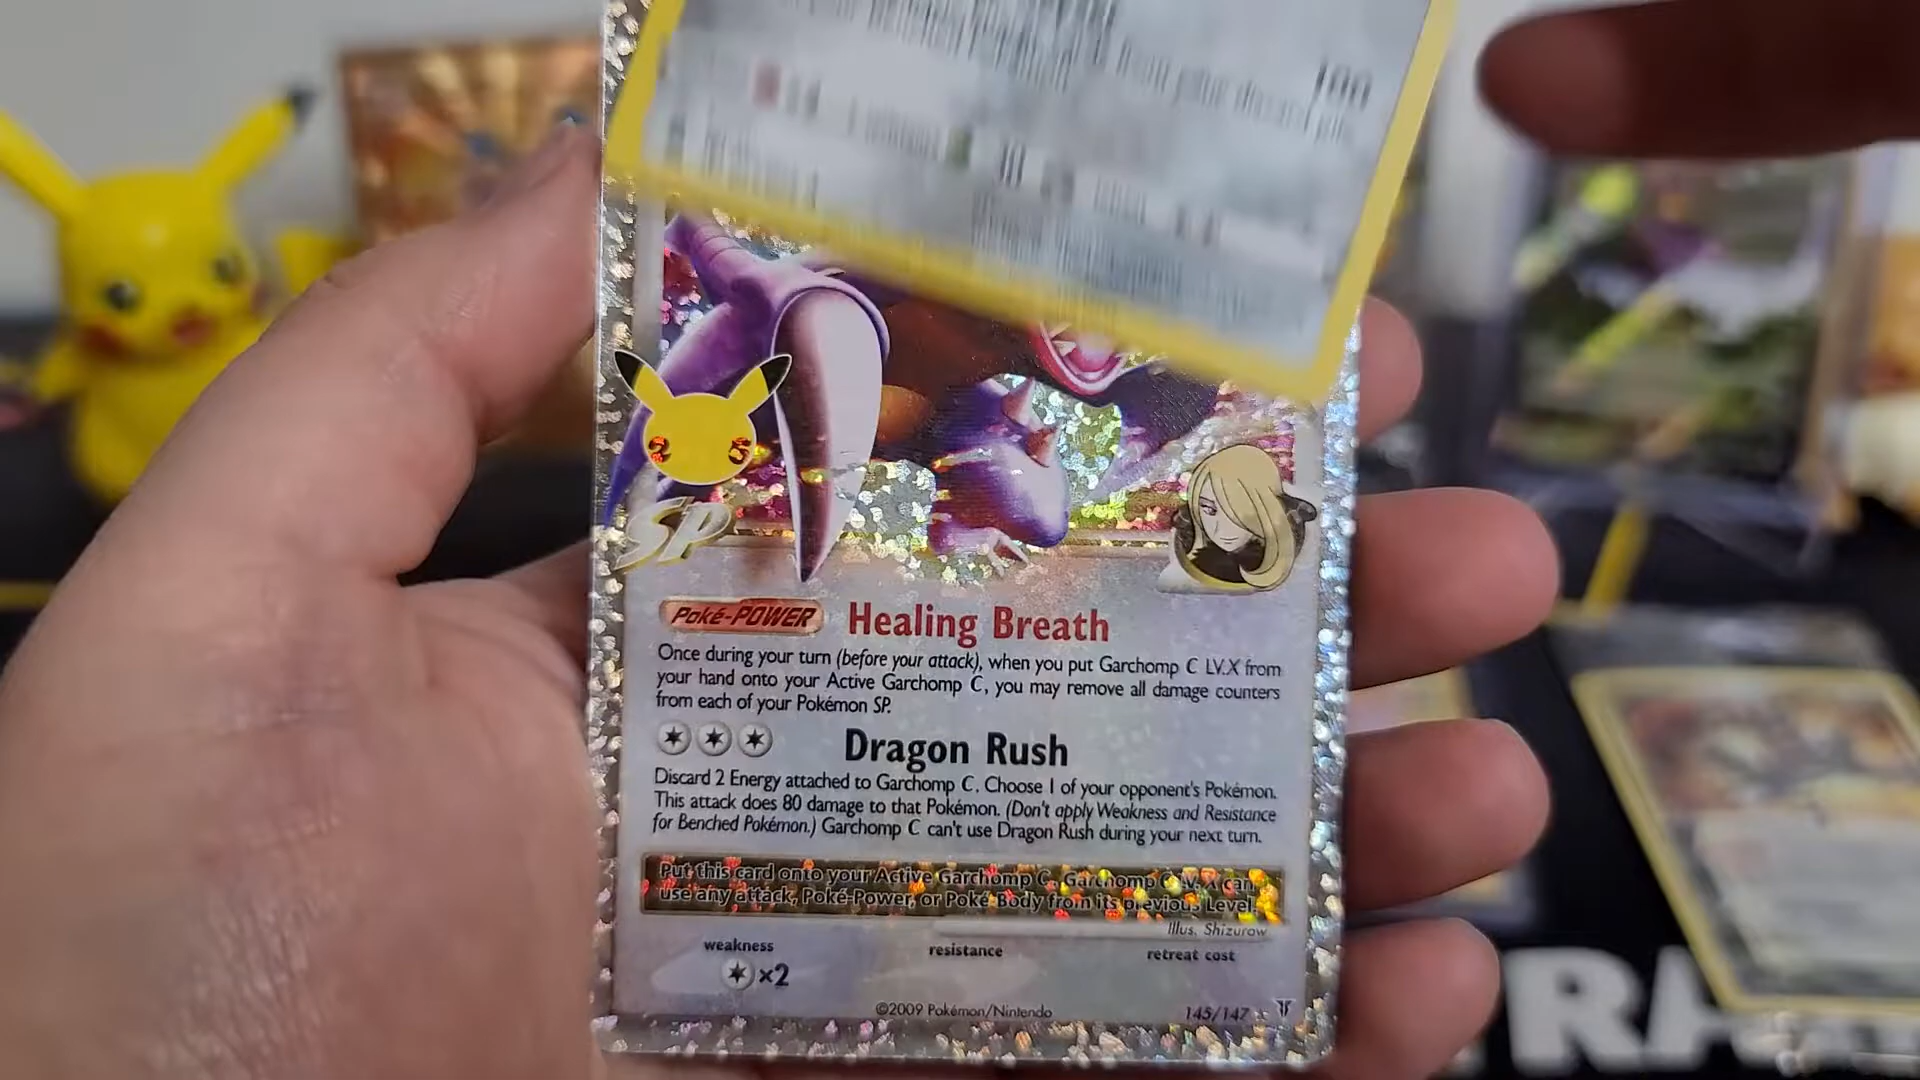 100
SP
Poké-POWER Healing Breath
Once during your turn (before your attack), when you put Garchomp C LV.X from
your hand onto your Active Garchomp C, you may remove all damage counters
from each of your Pokémon SP.
Dragon Rush
Discard 2 Energy attached to Garchomp C. Choose 1 of your opponent's Pokémon.
This attack does 80 damage to that Pokémon. (Don't apply Weakness and Resistance
for Benched Pokémon.) Garchomp C can't use Dragon Rush during your next turn.
Put this card onto your Active Garchomp C. Garchomp C LV.X can
use any attack, Poké-Power, or Poké-Body from its previous Level.
Illus. Shizurow
weakness resistance retreat cost
×2
©2009 Pokémon/Nintendo 145/147